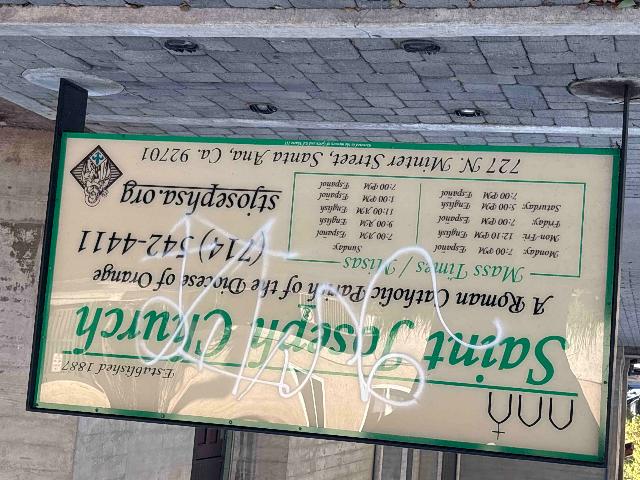 Established 1887
Saint Joseph Church
A Roman Catholic Parish of the Diocese of Orange
Mass Times / Misas
Monday 7:00 PM Español
Mon-Fri 12:10 PM English
Friday 7:00 PM Español
Saturday 5:00 PM English
7:00 PM Español
Sunday
7:00 AM Español
9:00 AM English
11:00 AM English
1:00 PM Español
7:00 PM Español
(714) 542-4411
stjosephsa.org
727 N. Minter Street, Santa Ana, Ca. 92701